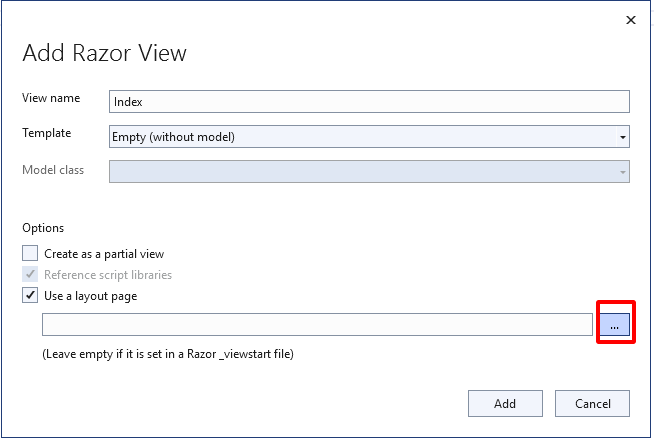 Add Razor View
View name
Index
Template
Empty (without model)
Model class
Options
Create as a partial view
Reference script libraries
Use a layout page
...
(Leave empty if it is set in a Razor _viewstart file)
Add
Cancel